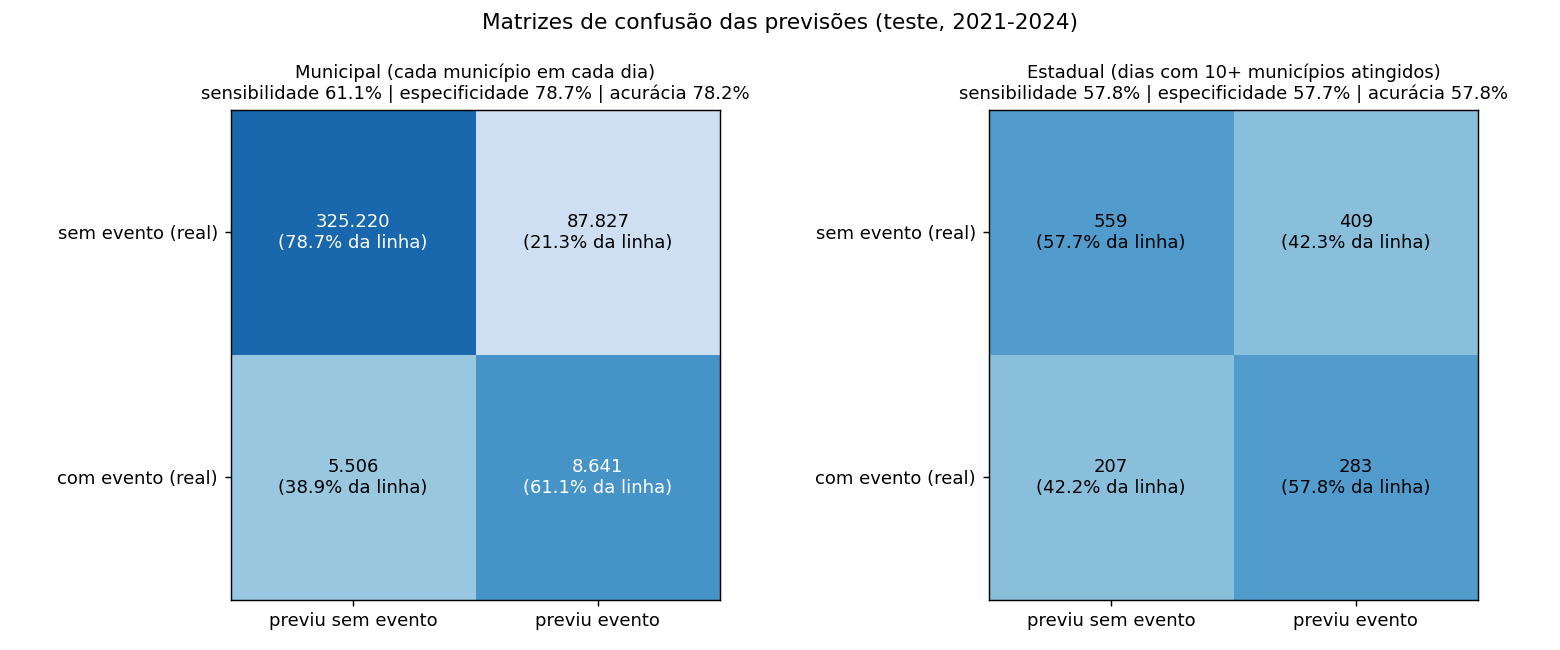 Matrizes de confusão das previsões (teste, 2021-2024)
Municipal (cada município em cada dia)
sensibilidade 61.1% | especificidade 78.7% | acurácia 78.2%
sem evento (real)
325.220
(78.7% da linha)
87.827
(21.3% da linha)
com evento (real)
5.506
(38.9% da linha)
8.641
(61.1% da linha)
previu sem evento
previu evento
Estadual (dias com 10+ municípios atingidos)
sensibilidade 57.8% | especificidade 57.7% | acurácia 57.8%
sem evento (real)
559
(57.7% da linha)
409
(42.3% da linha)
com evento (real)
207
(42.2% da linha)
283
(57.8% da linha)
previu sem evento
previu evento